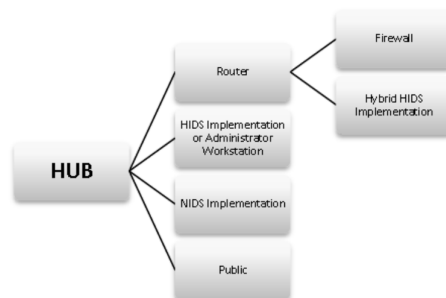 HUB
Router
HIDS Implementation
or Administrator
Workstation
NIDS Implementation
Public
Firewall
Hybrid HIDS
Implementation